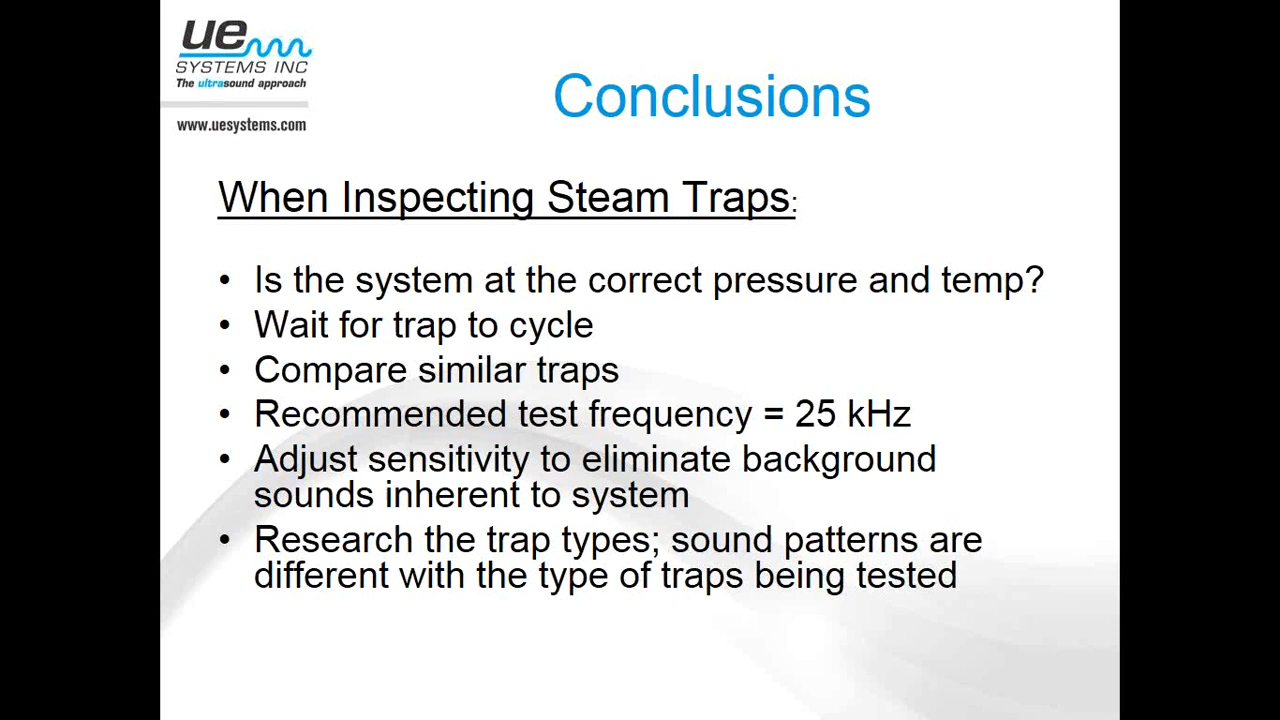 ue
SYSTEMS INC
The ultrasound approach
www.uesystems.com
Conclusions
When Inspecting Steam Traps:
• Is the system at the correct pressure and temp?
• Wait for trap to cycle
• Compare similar traps
• Recommended test frequency = 25 kHz
• Adjust sensitivity to eliminate background
sounds inherent to system
• Research the trap types; sound patterns are
different with the type of traps being tested